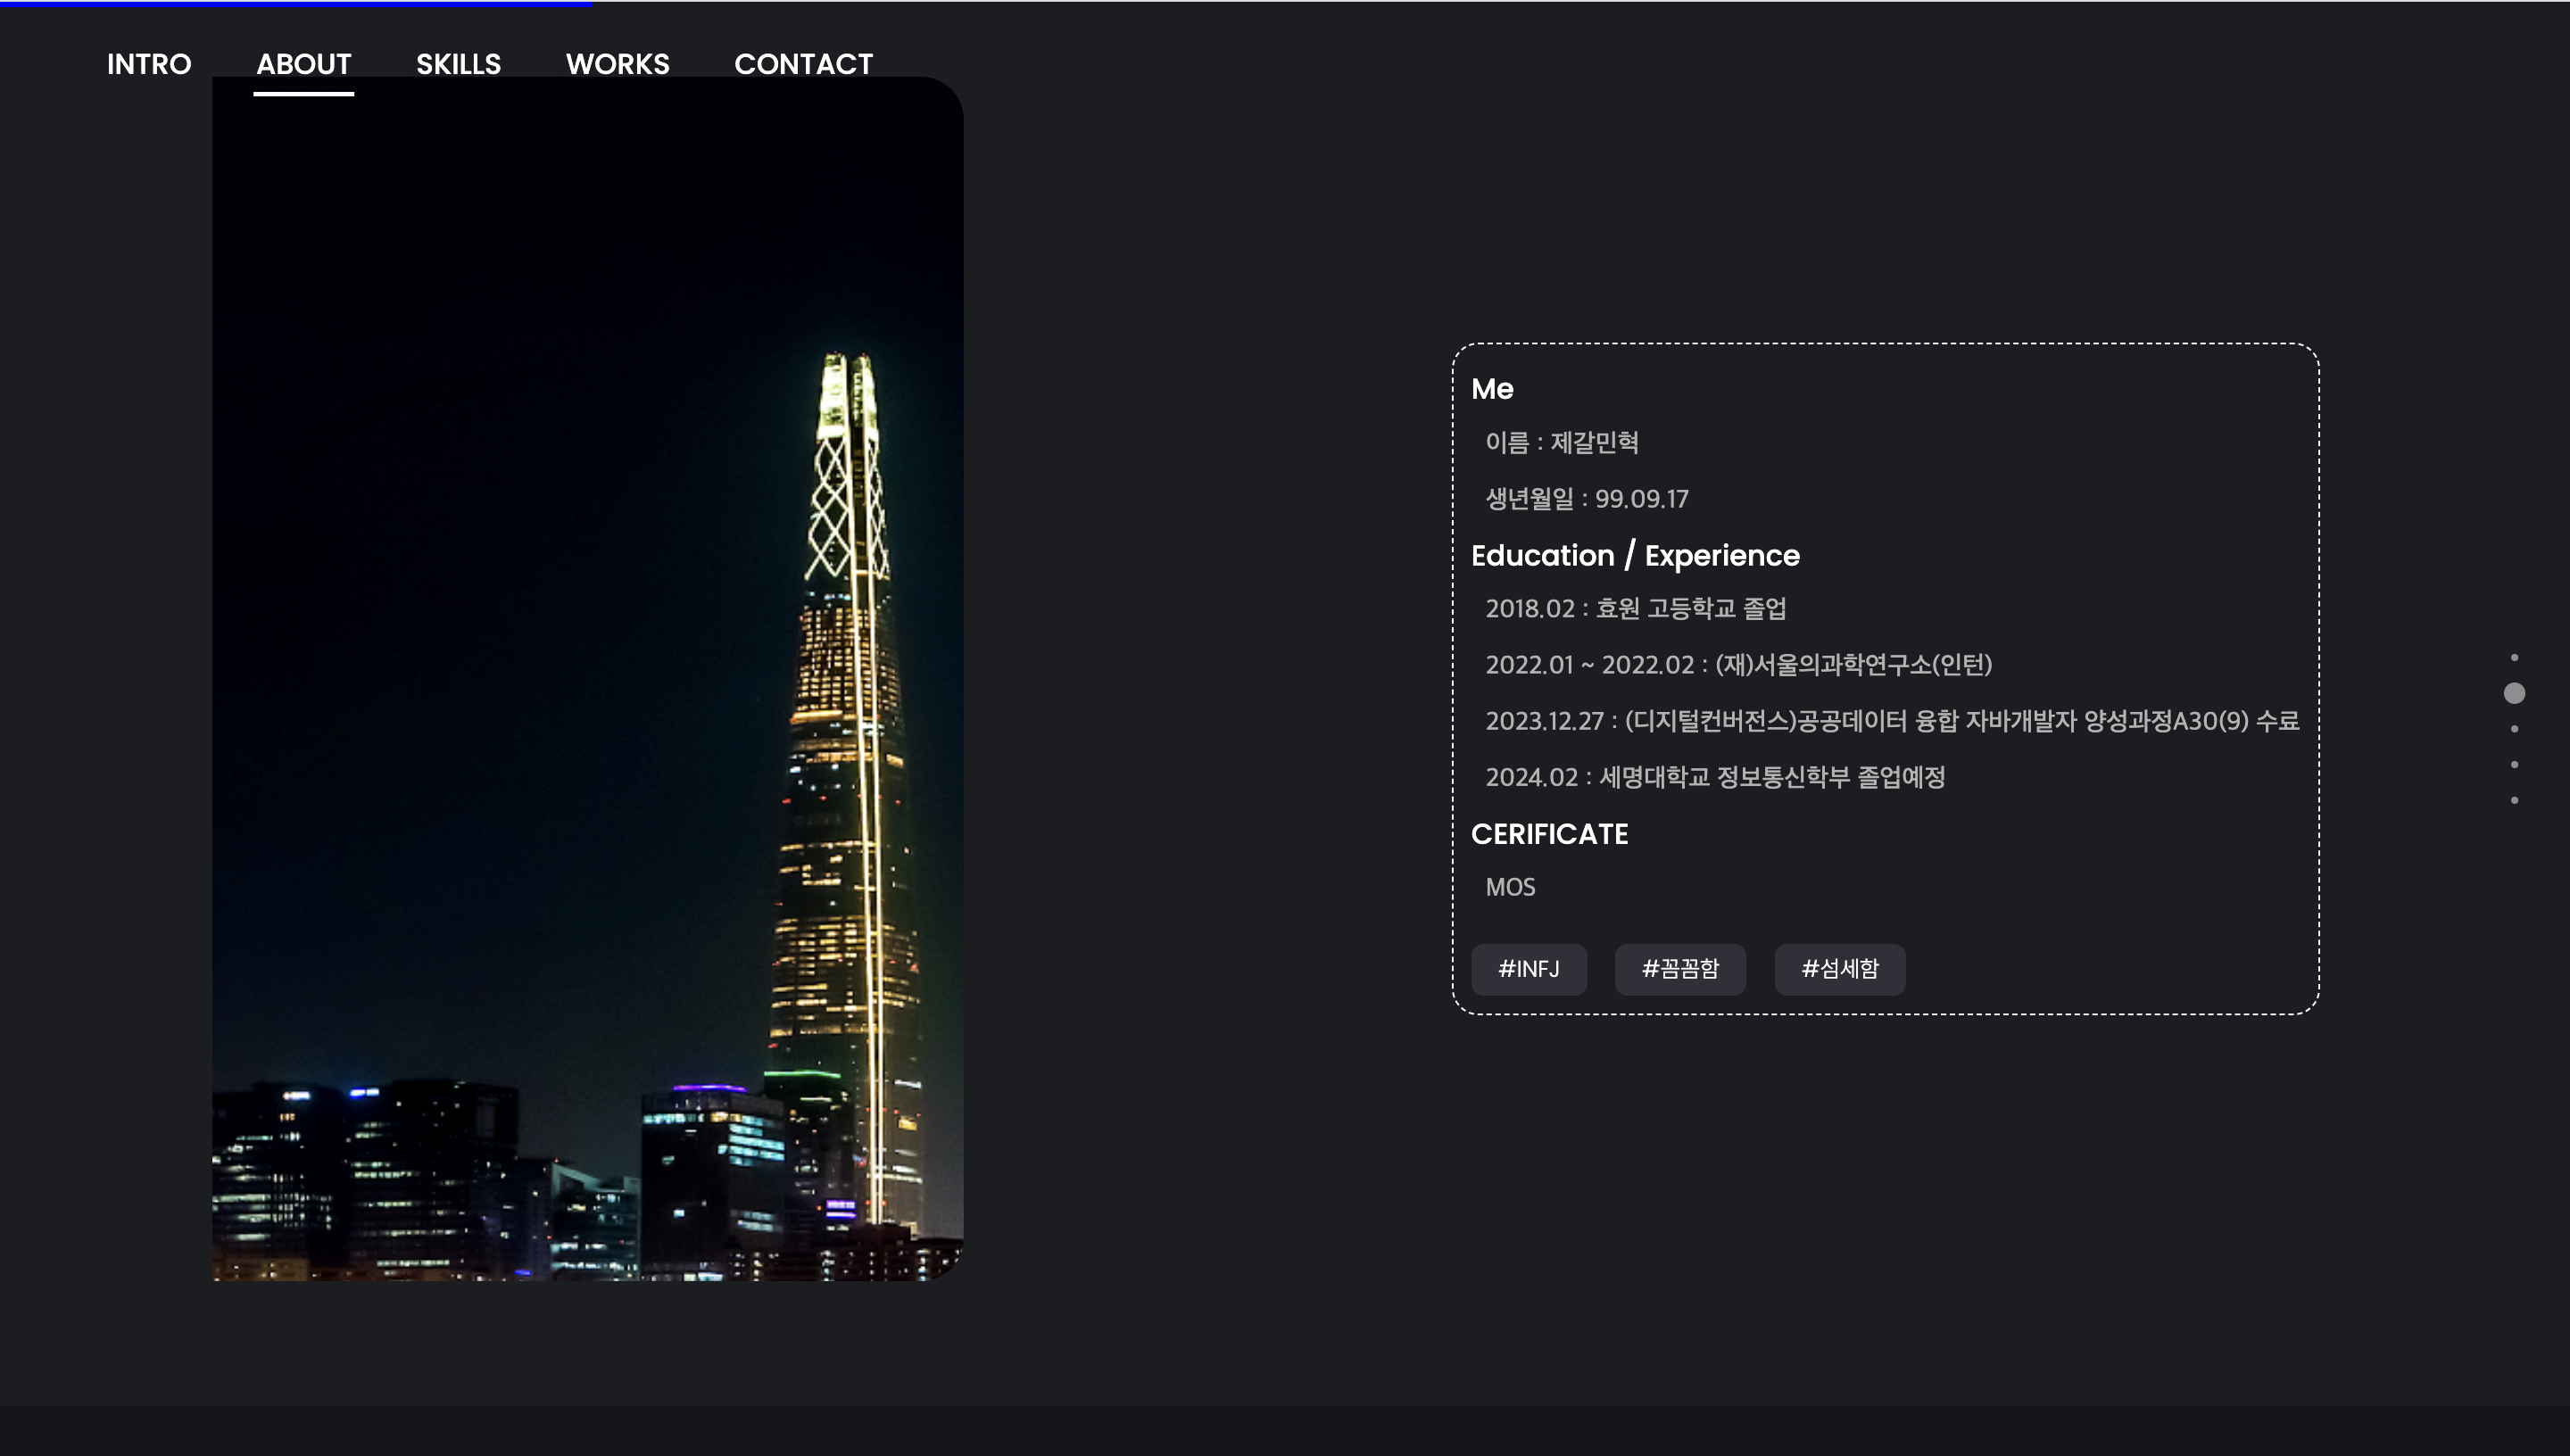 INTRO ABOUT SKILLS WORKS CONTACT
Me
이름 : 제갈민혁
생년월일 : 99.09.17
Education / Experience
2018.02 : 효원 고등학교 졸업
2022.01 ~ 2022.02 : (재)서울의과학연구소(인턴)
2023.12.27 : (디지털컨버전스)공공데이터 융합 자바개발자 양성과정A30(9) 수료
2024.02 : 세명대학교 정보통신학부 졸업예정
CERIFICATE
MOS
#INFJ #꼼꼼함 #섬세함